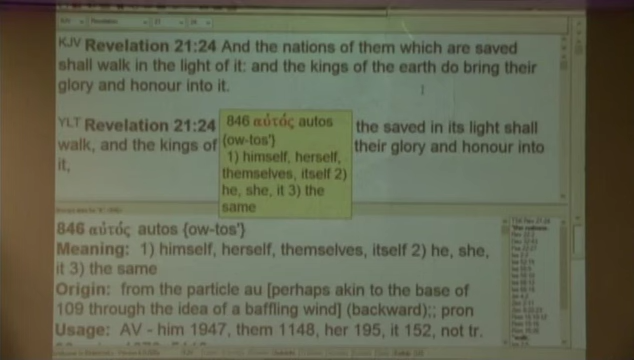 KJV Revelation 21:24 And the nations of them which are saved
shall walk in the light of it: and the kings of the earth do bring their
glory and honour into it.
YLT Revelation 21:24 the saved in its light shall
walk, and the kings of their glory and honour into
it,
846 αὐτός autos
{ow-tos'}
1) himself, herself,
themselves, itself 2)
he, she, it 3) the
same
846 αὐτός autos {ow-tos'}
Meaning: 1) himself, herself, themselves, itself 2) he, she,
it 3) the same
Origin: from the particle au [perhaps akin to the base of
109 through the idea of a baffling wind] (backward);; pron
Usage: AV - him 1947, them 1148, her 195, it 152, not tr.